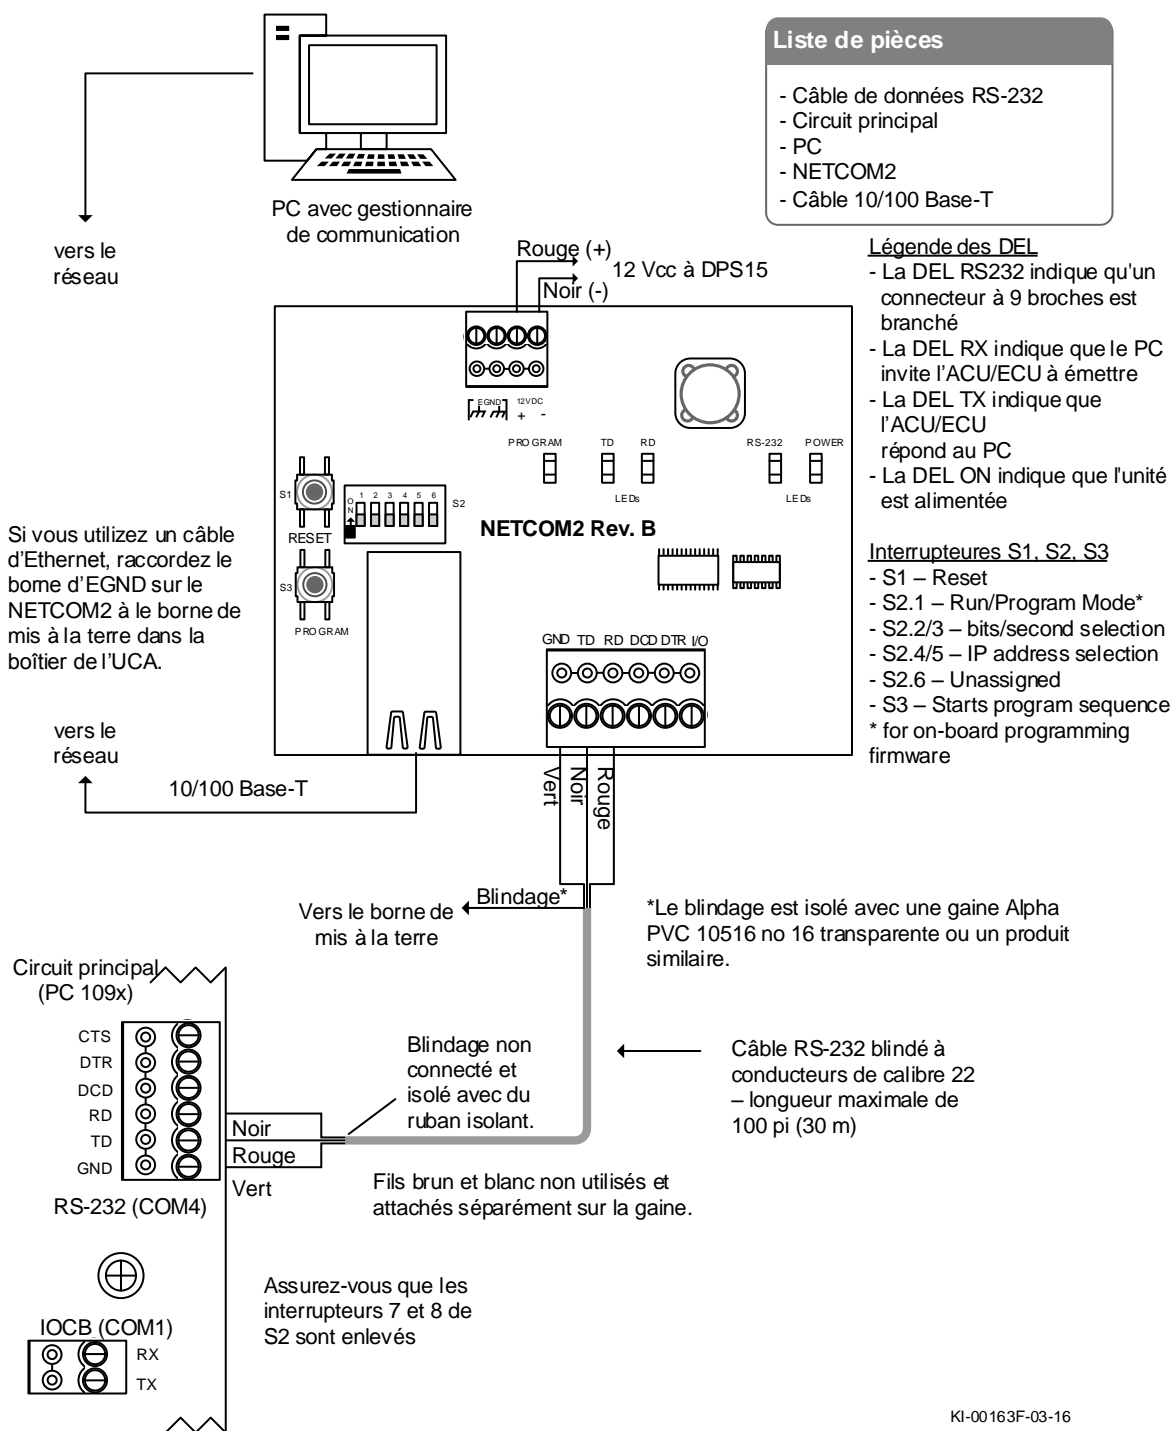 Liste de pièces
- Câble de données RS-232
- Circuit principal
- PC
- NETCOM2
- Câble 10/100 Base-T
PC avec gestionnaire
de communication
vers le
réseau
Rouge (+)
12 Vcc à DPS15
Noir (-)
Légende des DEL
- La DEL RS232 indique qu'un
connecteur à 9 broches est
branché
- La DEL RX indique que le PC
invite l'ACU/ECU à émettre
- La DEL TX indique que
l'ACU/ECU
répond au PC
- La DEL ON indique que l'unité
est alimentée
EGND
12VDC
+ -
PROGRAM
TD
RD
RS-232
POWER
LEDs
LEDs
S1
RESET
ON
1 2 3 4 5 6
S2
NETCOM2 Rev. B
S3
PROGRAM
Si vous utilizez un câble
d'Ethernet, raccordez le
borne d'EGND sur le
NETCOM2 à le borne de
mis à la terre dans la
boîtier de l'UCA.
Interrupteures S1, S2, S3
- S1 – Reset
- S2.1 – Run/Program Mode*
- S2.2/3 – bits/second selection
- S2.4/5 – IP address selection
- S2.6 – Unassigned
- S3 – Starts program sequence
* for on-board programming
firmware
GND TD RD DCD DTR I/O
vers le
réseau
10/100 Base-T
Vert
Noir
Rouge
Blindage*
Vers le borne de
mis à la terre
*Le blindage est isolé avec une gaine Alpha
PVC 10516 no 16 transparente ou un produit
similaire.
Circuit principal
(PC 109x)
CTS
DTR
DCD
RD
TD
GND
RS-232 (COM4)
Noir
Rouge
Vert
Blindage non
connecté et
isolé avec du
ruban isolant.
Câble RS-232 blindé à
conducteurs de calibre 22
– longueur maximale de
100 pi (30 m)
Fils brun et blanc non utilisés et
attachés séparément sur la gaine.
Assurez-vous que les
interrupteurs 7 et 8 de
S2 sont enlevés
IOCB (COM1)
RX
TX
KI-00163F-03-16